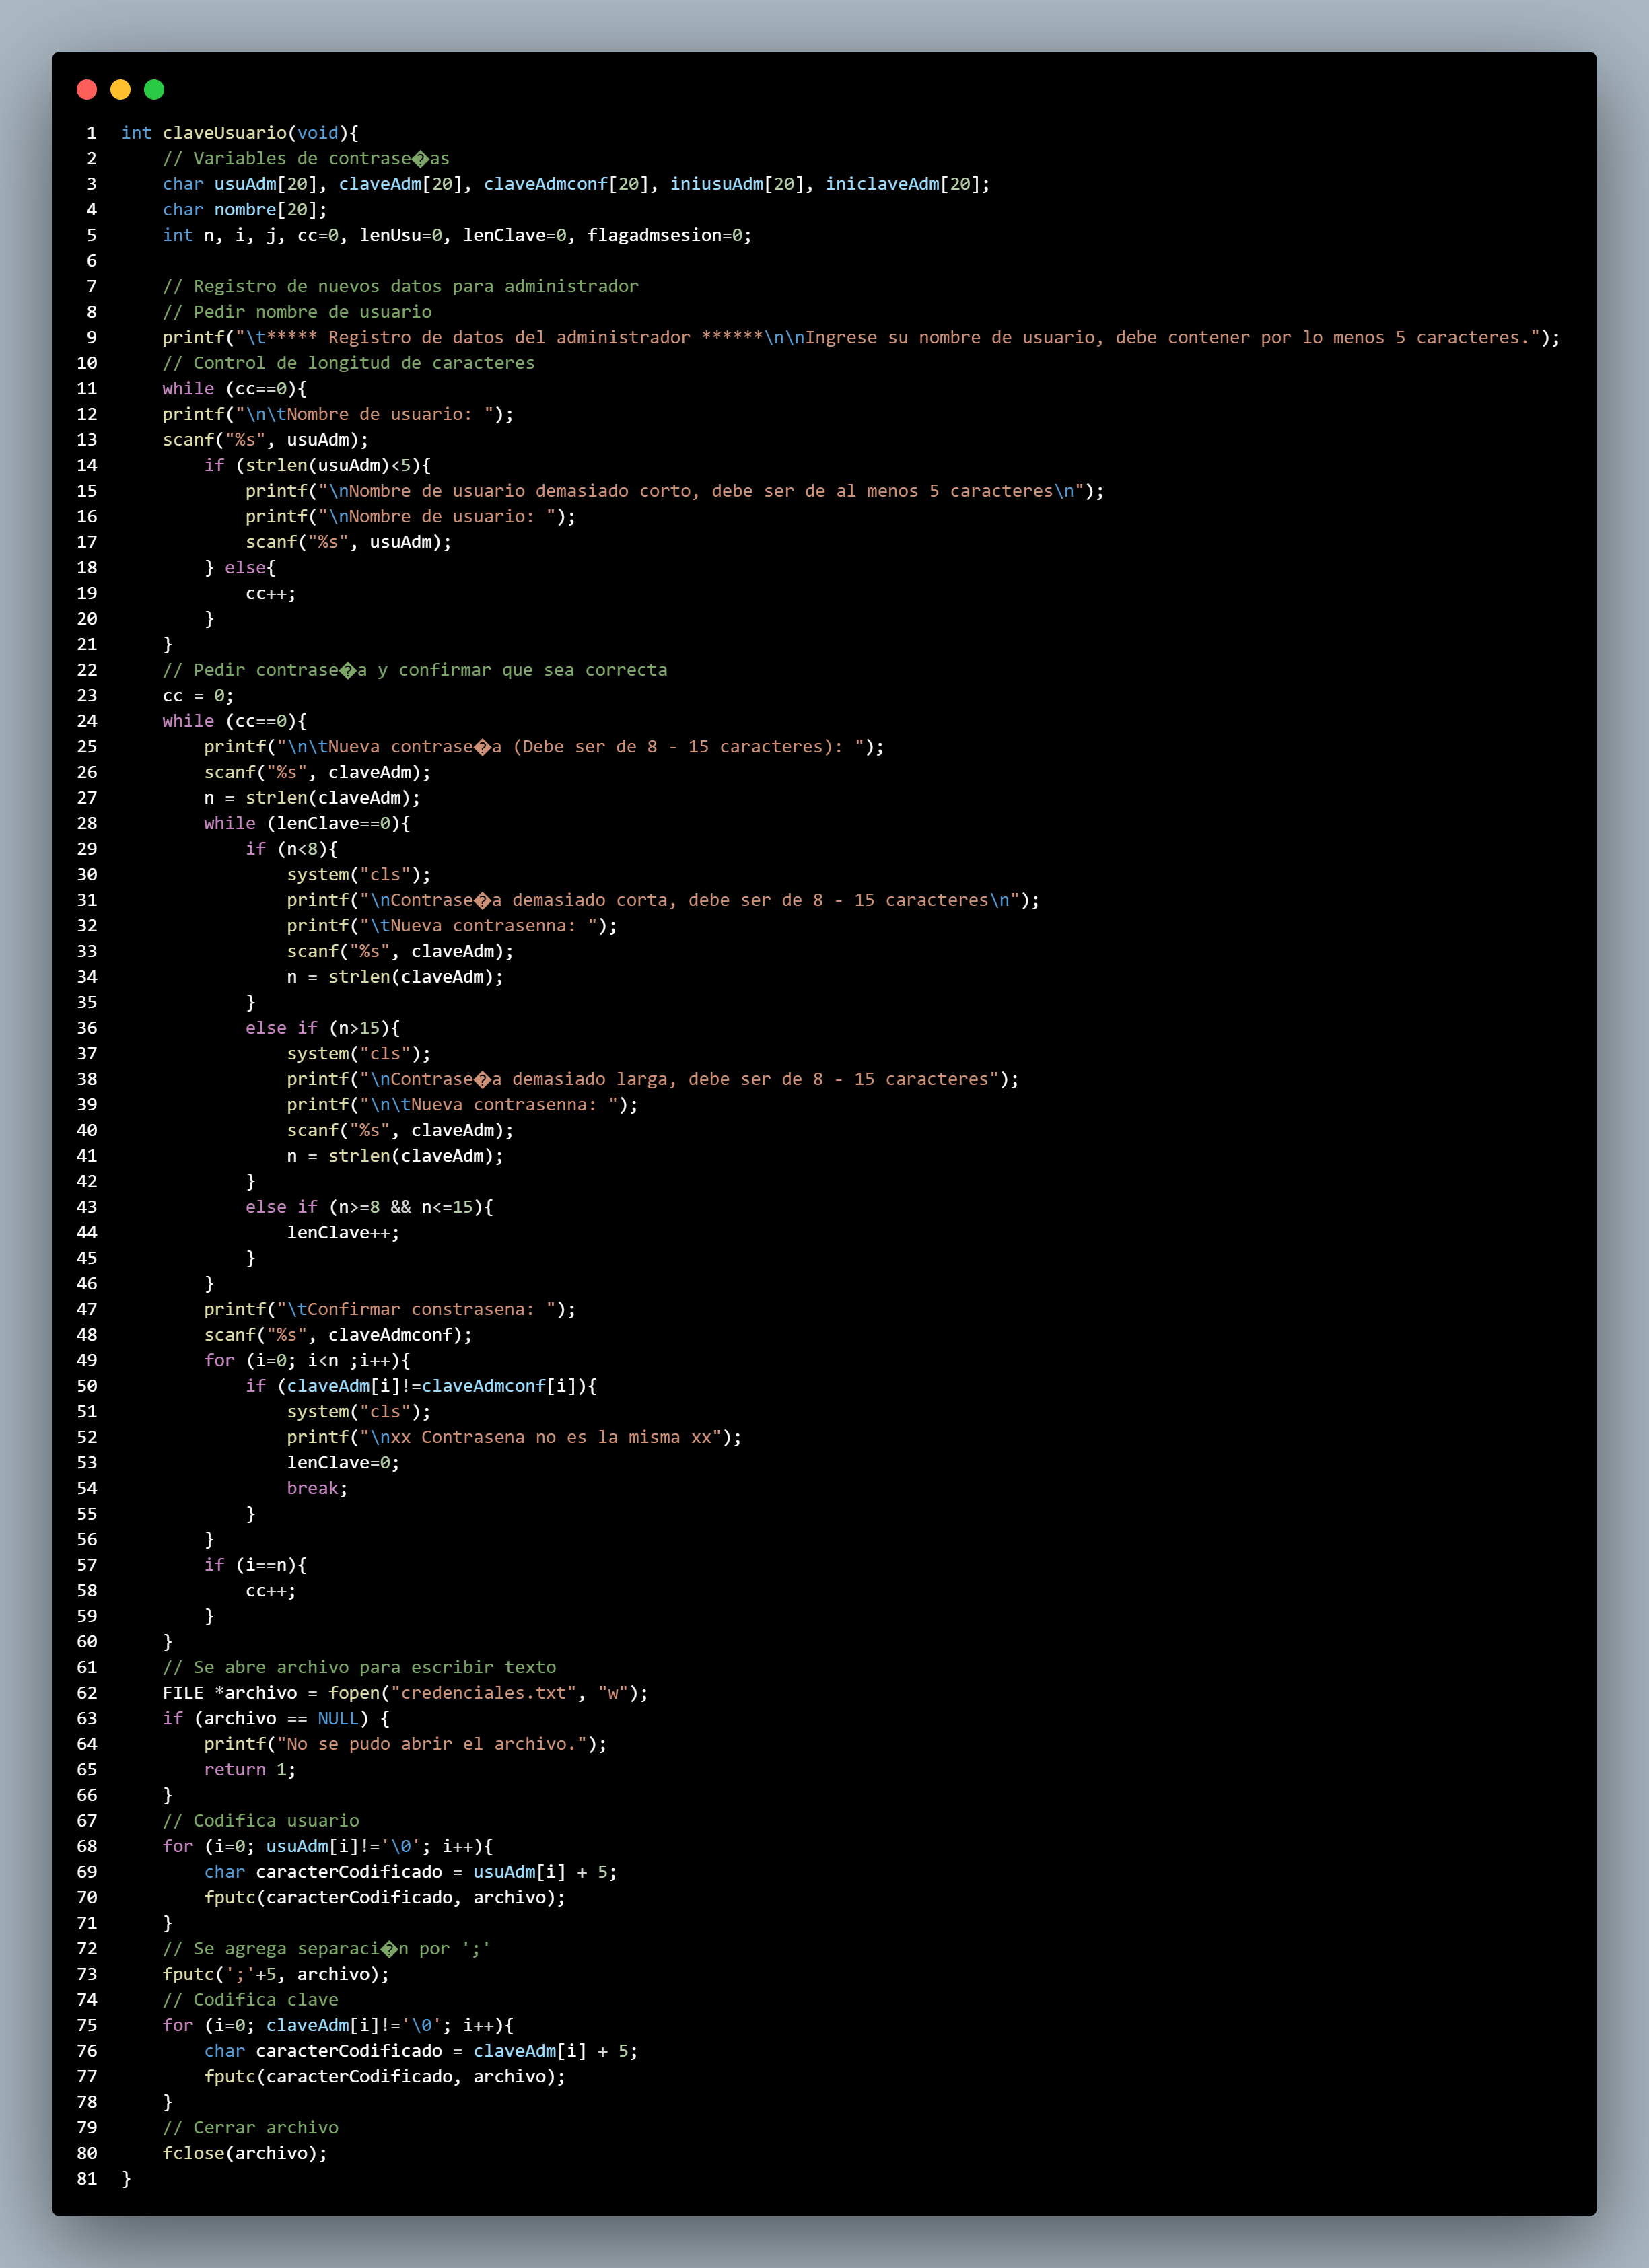 1 int claveUsuario(void){
2     // Variables de contrase�as
3     char usuAdm[20], claveAdm[20], claveAdmconf[20], iniusuAdm[20], iniclaveAdm[20];
4     char nombre[20];
5     int n, i, j, cc=0, lenUsu=0, lenClave=0, flagadmsesion=0;
6
7     // Registro de nuevos datos para administrador
8     // Pedir nombre de usuario
9     printf("\t***** Registro de datos del administrador ******\n\nIngrese su nombre de usuario, debe contener por lo menos 5 caracteres.");
10     // Control de longitud de caracteres
11     while (cc==0){
12     printf("\n\tNombre de usuario: ");
13     scanf("%s", usuAdm);
14         if (strlen(usuAdm)<5){
15             printf("\nNombre de usuario demasiado corto, debe ser de al menos 5 caracteres\n");
16             printf("\nNombre de usuario: ");
17             scanf("%s", usuAdm);
18         } else{
19             cc++;
20         }
21     }
22     // Pedir contrase�a y confirmar que sea correcta
23     cc = 0;
24     while (cc==0){
25         printf("\n\tNueva contrase�a (Debe ser de 8 - 15 caracteres): ");
26         scanf("%s", claveAdm);
27         n = strlen(claveAdm);
28         while (lenClave==0){
29             if (n<8){
30                 system("cls");
31                 printf("\nContrase�a demasiado corta, debe ser de 8 - 15 caracteres\n");
32                 printf("\tNueva contrasenna: ");
33                 scanf("%s", claveAdm);
34                 n = strlen(claveAdm);
35             }
36             else if (n>15){
37                 system("cls");
38                 printf("\nContrase�a demasiado larga, debe ser de 8 - 15 caracteres");
39                 printf("\n\tNueva contrasenna: ");
40                 scanf("%s", claveAdm);
41                 n = strlen(claveAdm);
42             }
43             else if (n>=8 && n<=15){
44                 lenClave++;
45             }
46         }
47         printf("\tConfirmar constrasena: ");
48         scanf("%s", claveAdmconf);
49         for (i=0; i<n ;i++){
50             if (claveAdm[i]!=claveAdmconf[i]){
51                 system("cls");
52                 printf("\nxx Contrasena no es la misma xx");
53                 lenClave=0;
54                 break;
55             }
56         }
57         if (i==n){
58             cc++;
59         }
60     }
61     // Se abre archivo para escribir texto
62     FILE *archivo = fopen("credenciales.txt", "w");
63     if (archivo == NULL) {
64         printf("No se pudo abrir el archivo.");
65         return 1;
66     }
67     // Codifica usuario
68     for (i=0; usuAdm[i]!='\0'; i++){
69         char caracterCodificado = usuAdm[i] + 5;
70         fputc(caracterCodificado, archivo);
71     }
72     // Se agrega separaci�n por ';'
73     fputc(';'+5, archivo);
74     // Codifica clave
75     for (i=0; claveAdm[i]!='\0'; i++){
76         char caracterCodificado = claveAdm[i] + 5;
77         fputc(caracterCodificado, archivo);
78     }
79     // Cerrar archivo
80     fclose(archivo);
81 }